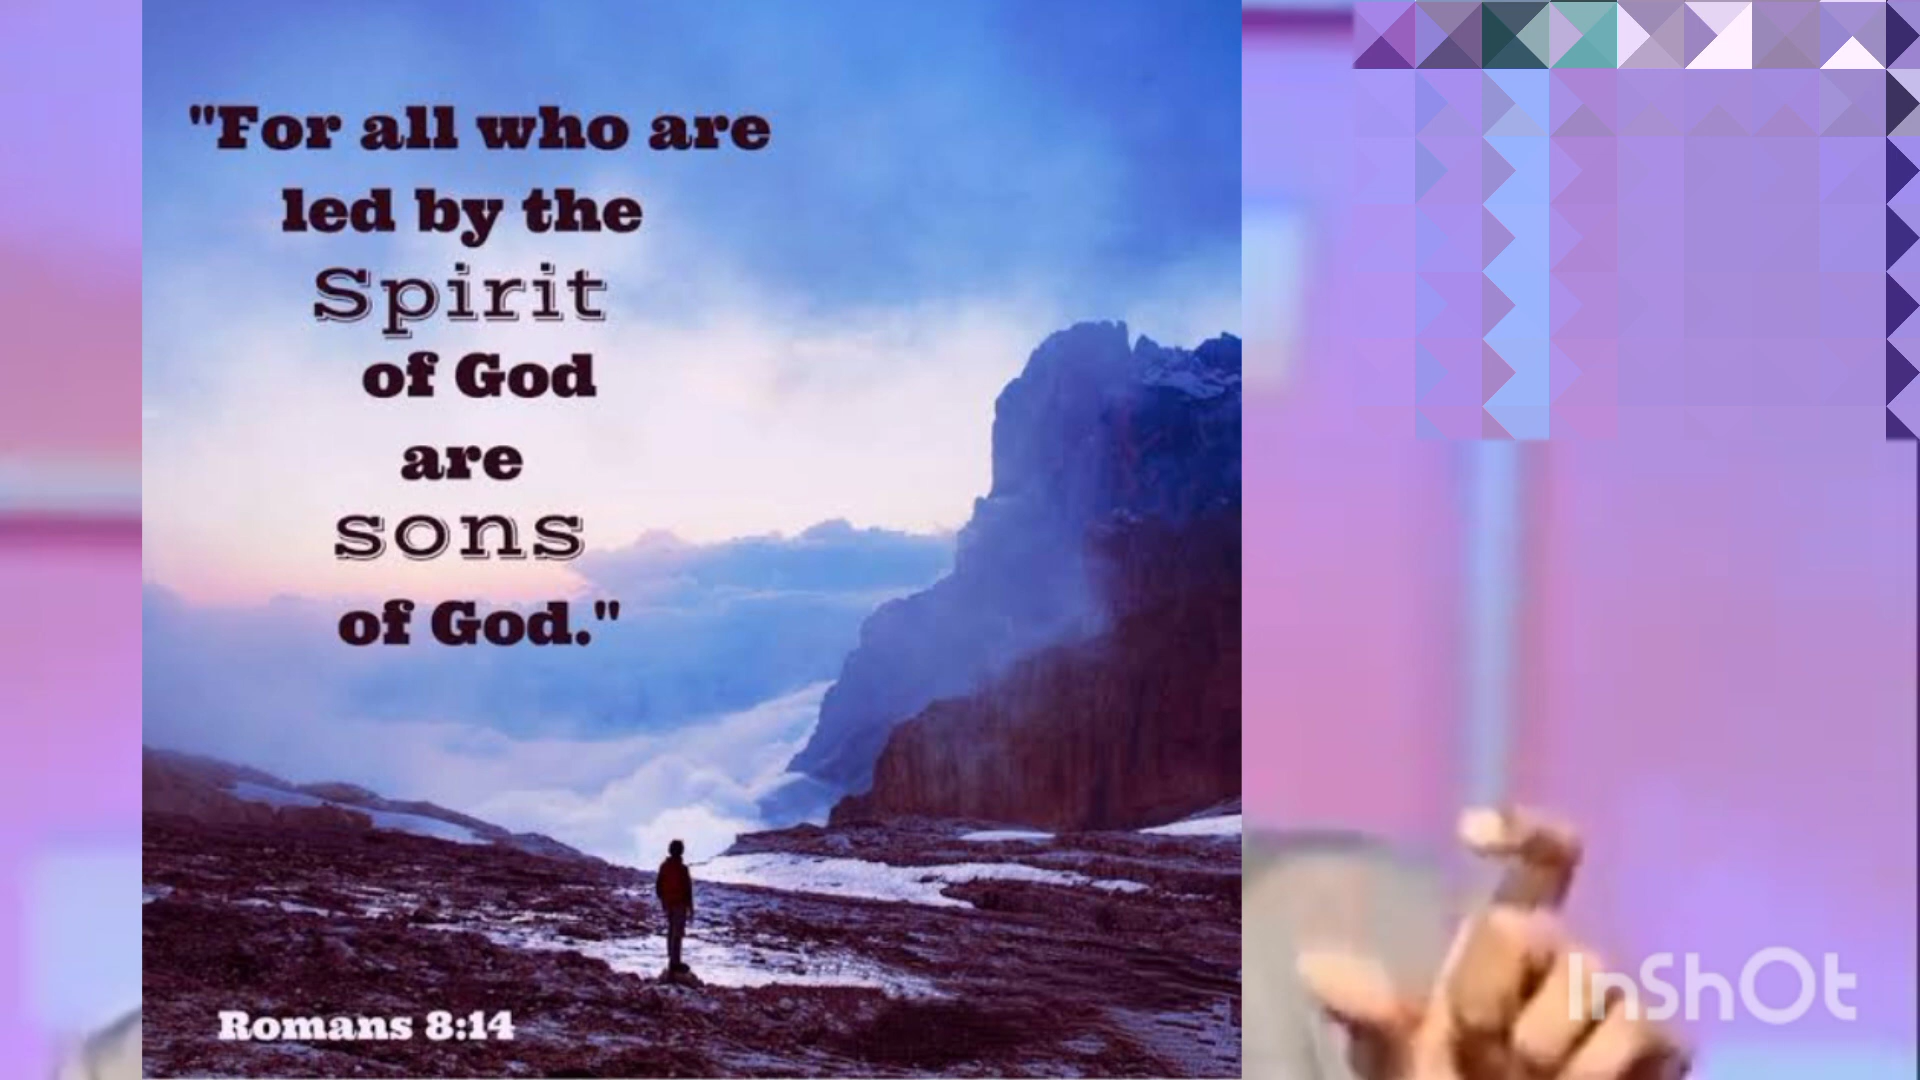 "For all who are
led by the
Spirit
of God
are
sons
of God."
Romans 8:14
InShOt